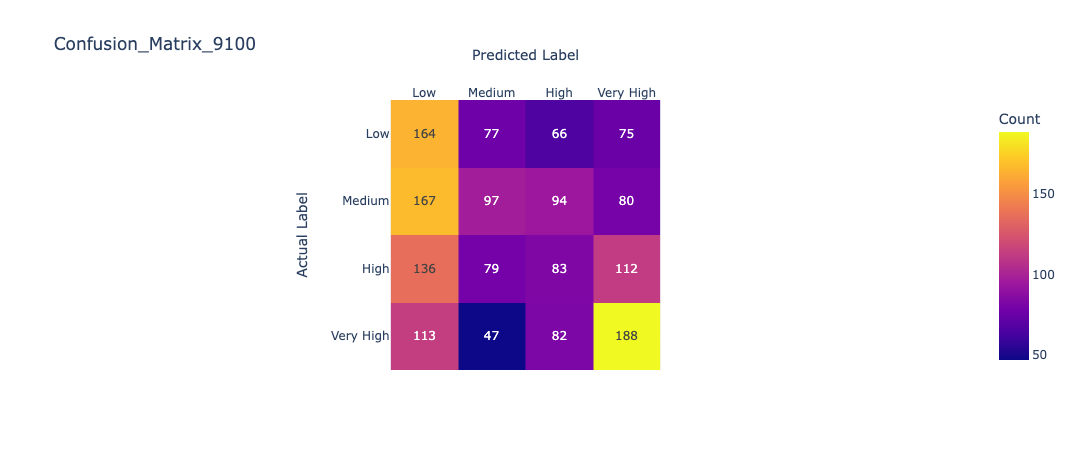 Confusion_Matrix_9100
Predicted Label
Low Medium High Very High
Count
Low 164 77 66 75
Medium 167 97 94 80
High 136 79 83 112
Very High 113 47 82 188
Actual Label
150
100
50